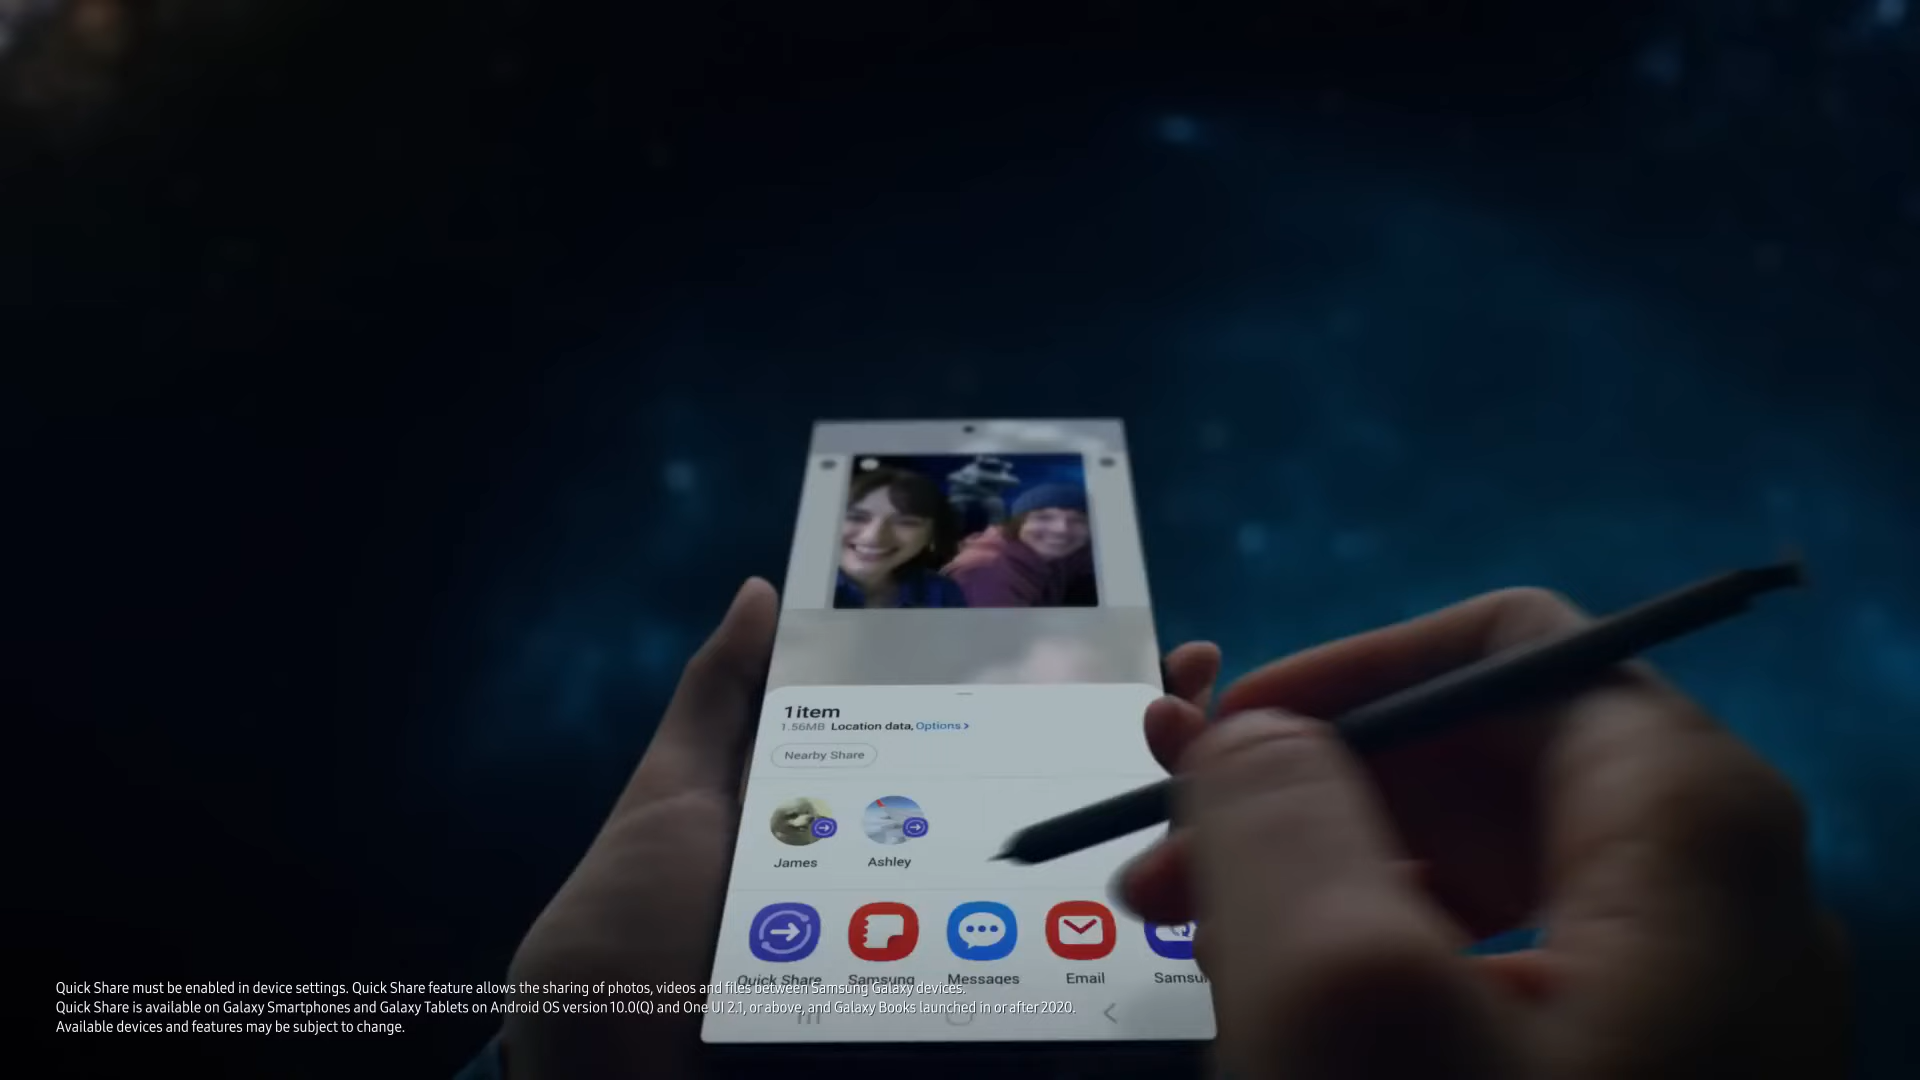 1 item
1.56MB Location data, Options >
Nearby Share
James Ashley
Quick Share Samsung Messages Email Samsu
Quick Share must be enabled in device settings. Quick Share feature allows the sharing of photos, videos and files between Samsung Galaxy devices.
Quick Share is available on Galaxy Smartphones and Galaxy Tablets on Android OS version 10.0(Q) and One UI 2.1, or above, and Galaxy Books launched in or after 2020.
Available devices and features may be subject to change.